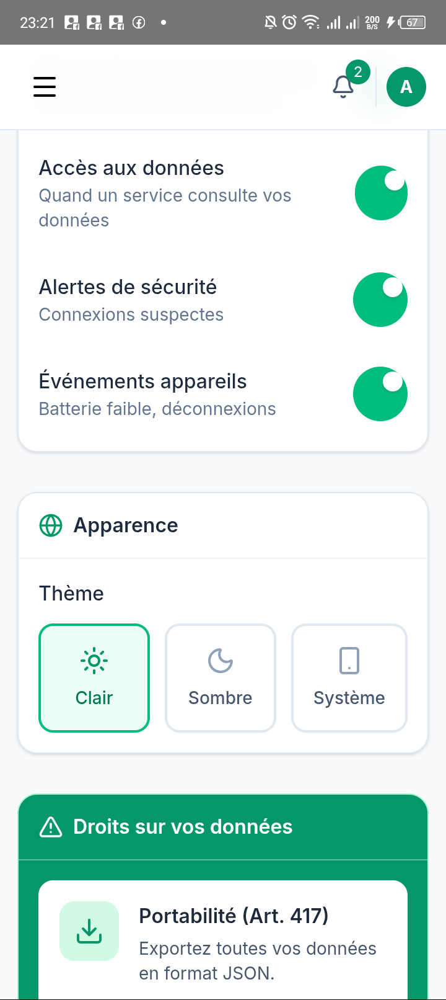 23:21
200
B/S
67
2
A
Accès aux données
Quand un service consulte vos
données
Alertes de sécurité
Connexions suspectes
Événements appareils
Batterie faible, déconnexions
Apparence
Thème
Clair
Sombre
Système
Droits sur vos données
Portabilité (Art. 417)
Exportez toutes vos données
en format JSON.